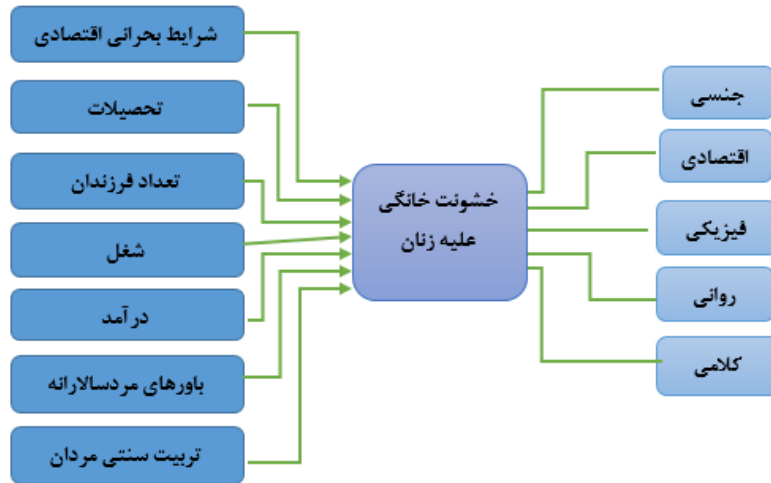 شرایط بحرانی اقتصادی
تحصیلات
تعداد فرزندان
شغل
درآمد
باورهای مردسالارانه
تربیت سنتی مردان
خشونت خانگی
علیه زنان
جنسی
اقتصادی
فیزیکی
روانی
کلامی